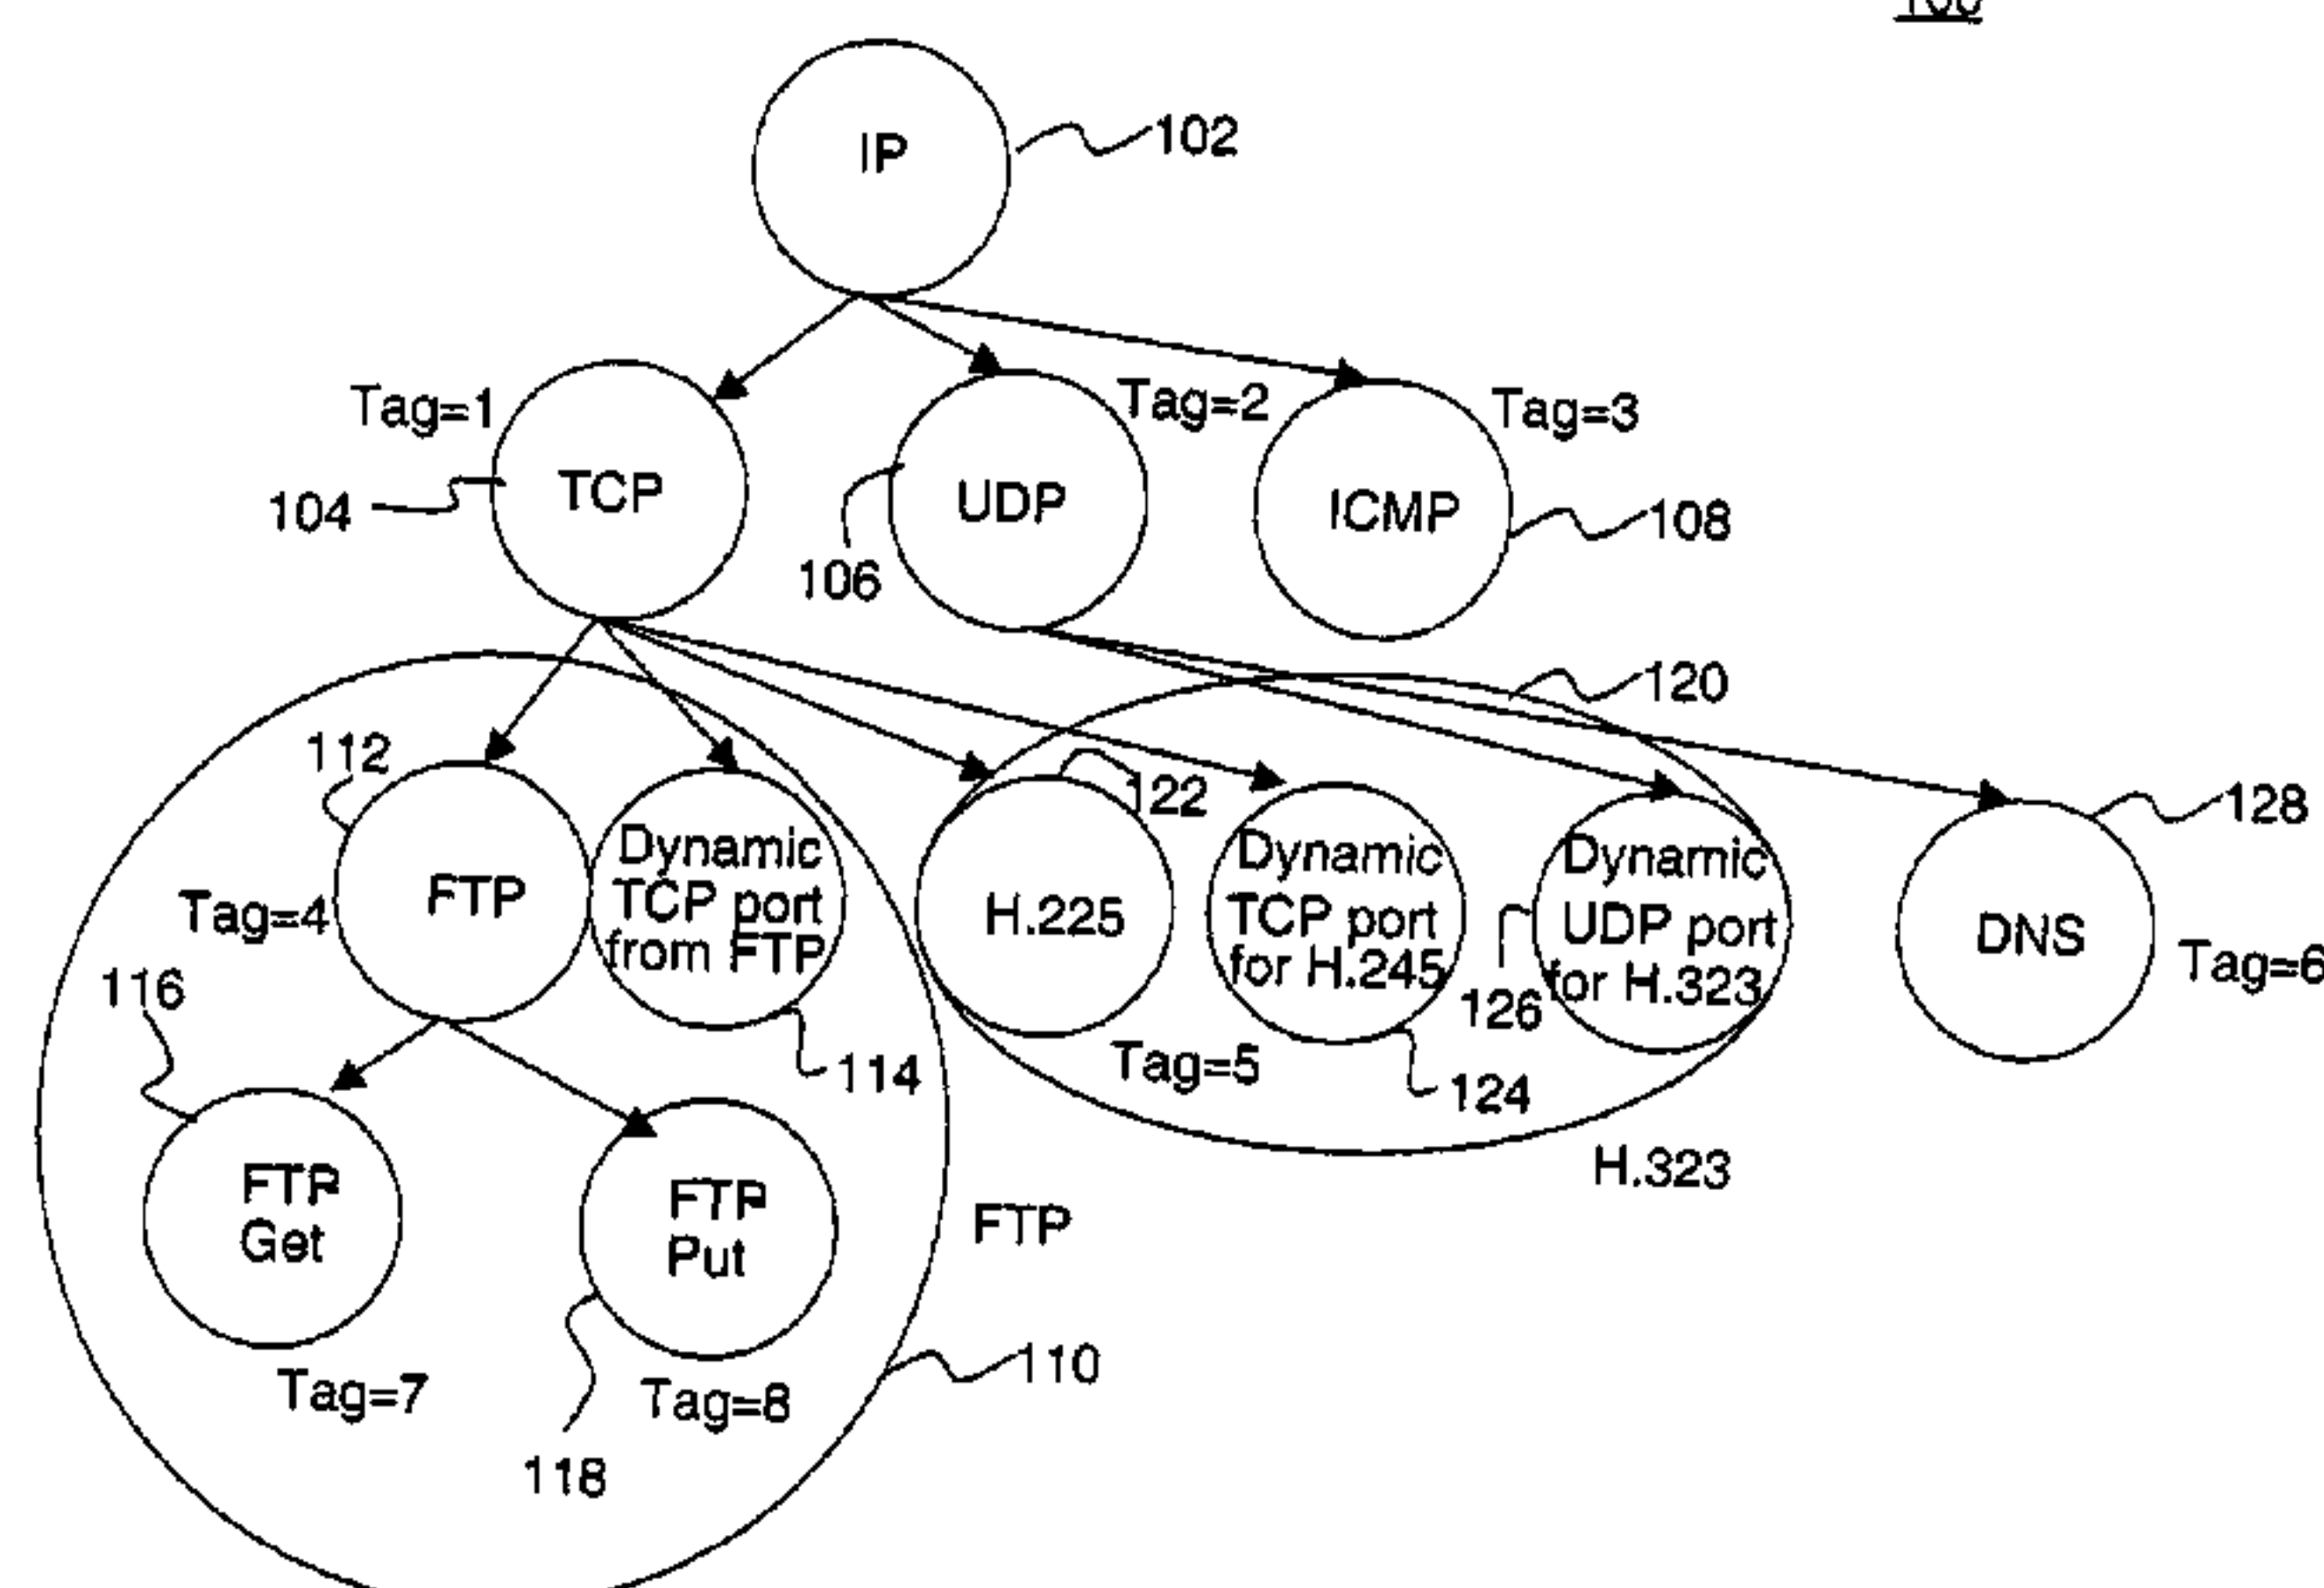 IP
102
Tag=1
Tag=2
Tag=3
TCP
UDP
ICMP
104
106
108
120
112
122
128
FTP
Dynamic
TCP port
from FTP
H.225
Dynamic
TCP port
for H.245
Dynamic
UDP port
for H.323
DNS
Tag=4
Tag=6
116
126
114
Tag=5
124
H.323
FTP
Get
FTP
Put
FTP
110
Tag=7
Tag=8
118